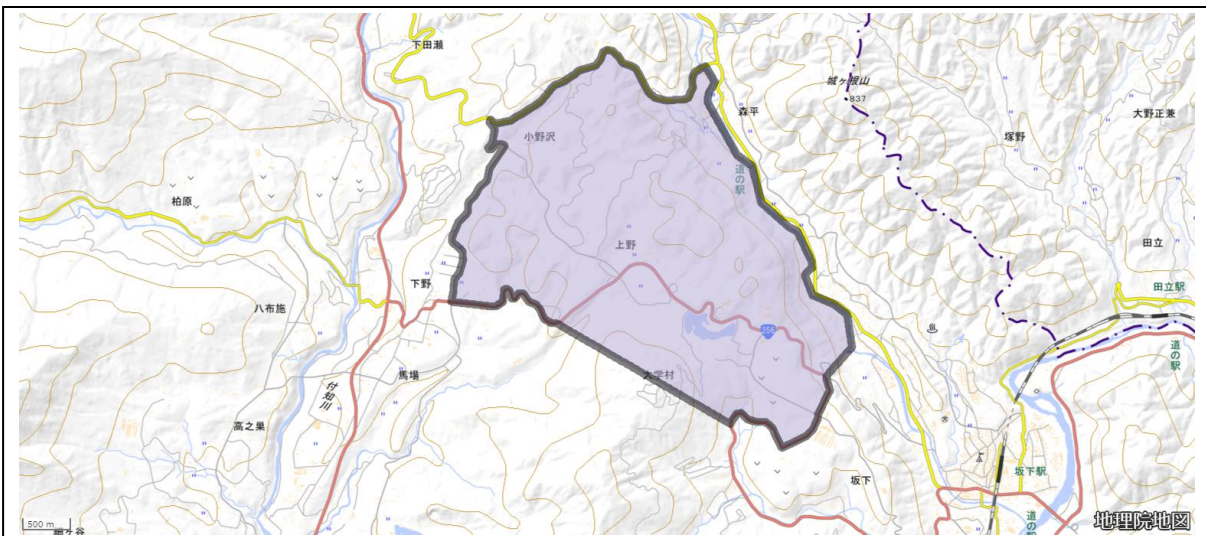 下田瀬
城ヶ根山
837
大野正兼
森平
小野沢
塚野
道の駅
柏原
上野
田立
下野
田立駅
八布施
256
道の駅
馬場
大学村
付知川
高之巣
坂下駅
坂下
道の駅
500 m
地理院地図